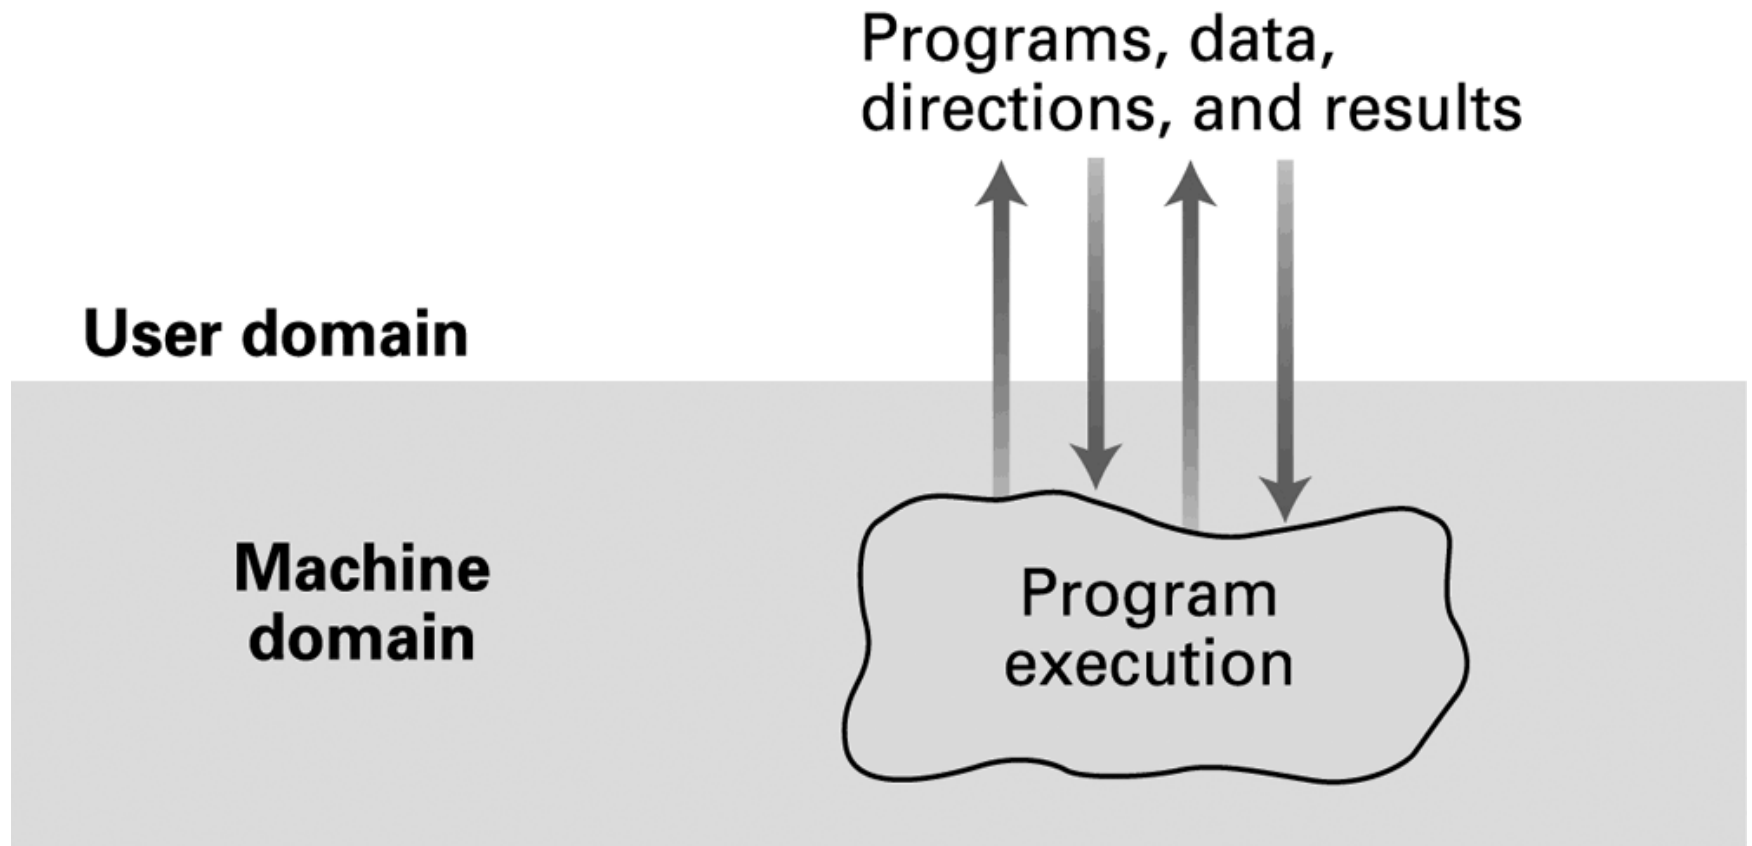 Programs, data,
directions, and results
User domain
Machine
domain
Program
execution